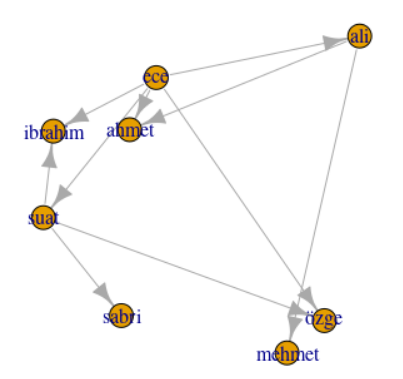 ali
ece
ibrahim
ahmet
suat
sabri
özge
mehmet